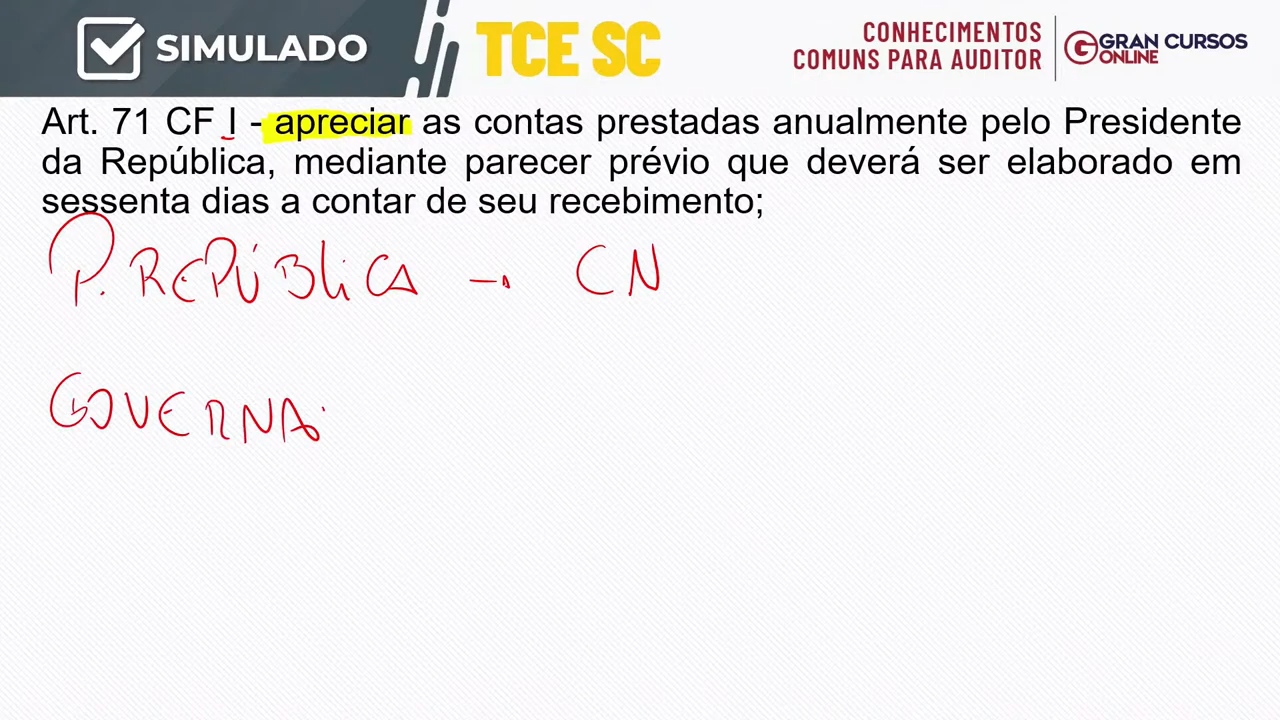 SIMULADO
TCE SC
CONHECIMENTOS
COMUNS PARA AUDITOR
GRAN CURSOS
ONLINE
Art. 71 CF I - apreciar as contas prestadas anualmente pelo Presidente
da República, mediante parecer prévio que deverá ser elaborado em
sessenta dias a contar de seu recebimento;
P. REPÚBLICA → CN
GOVERNA